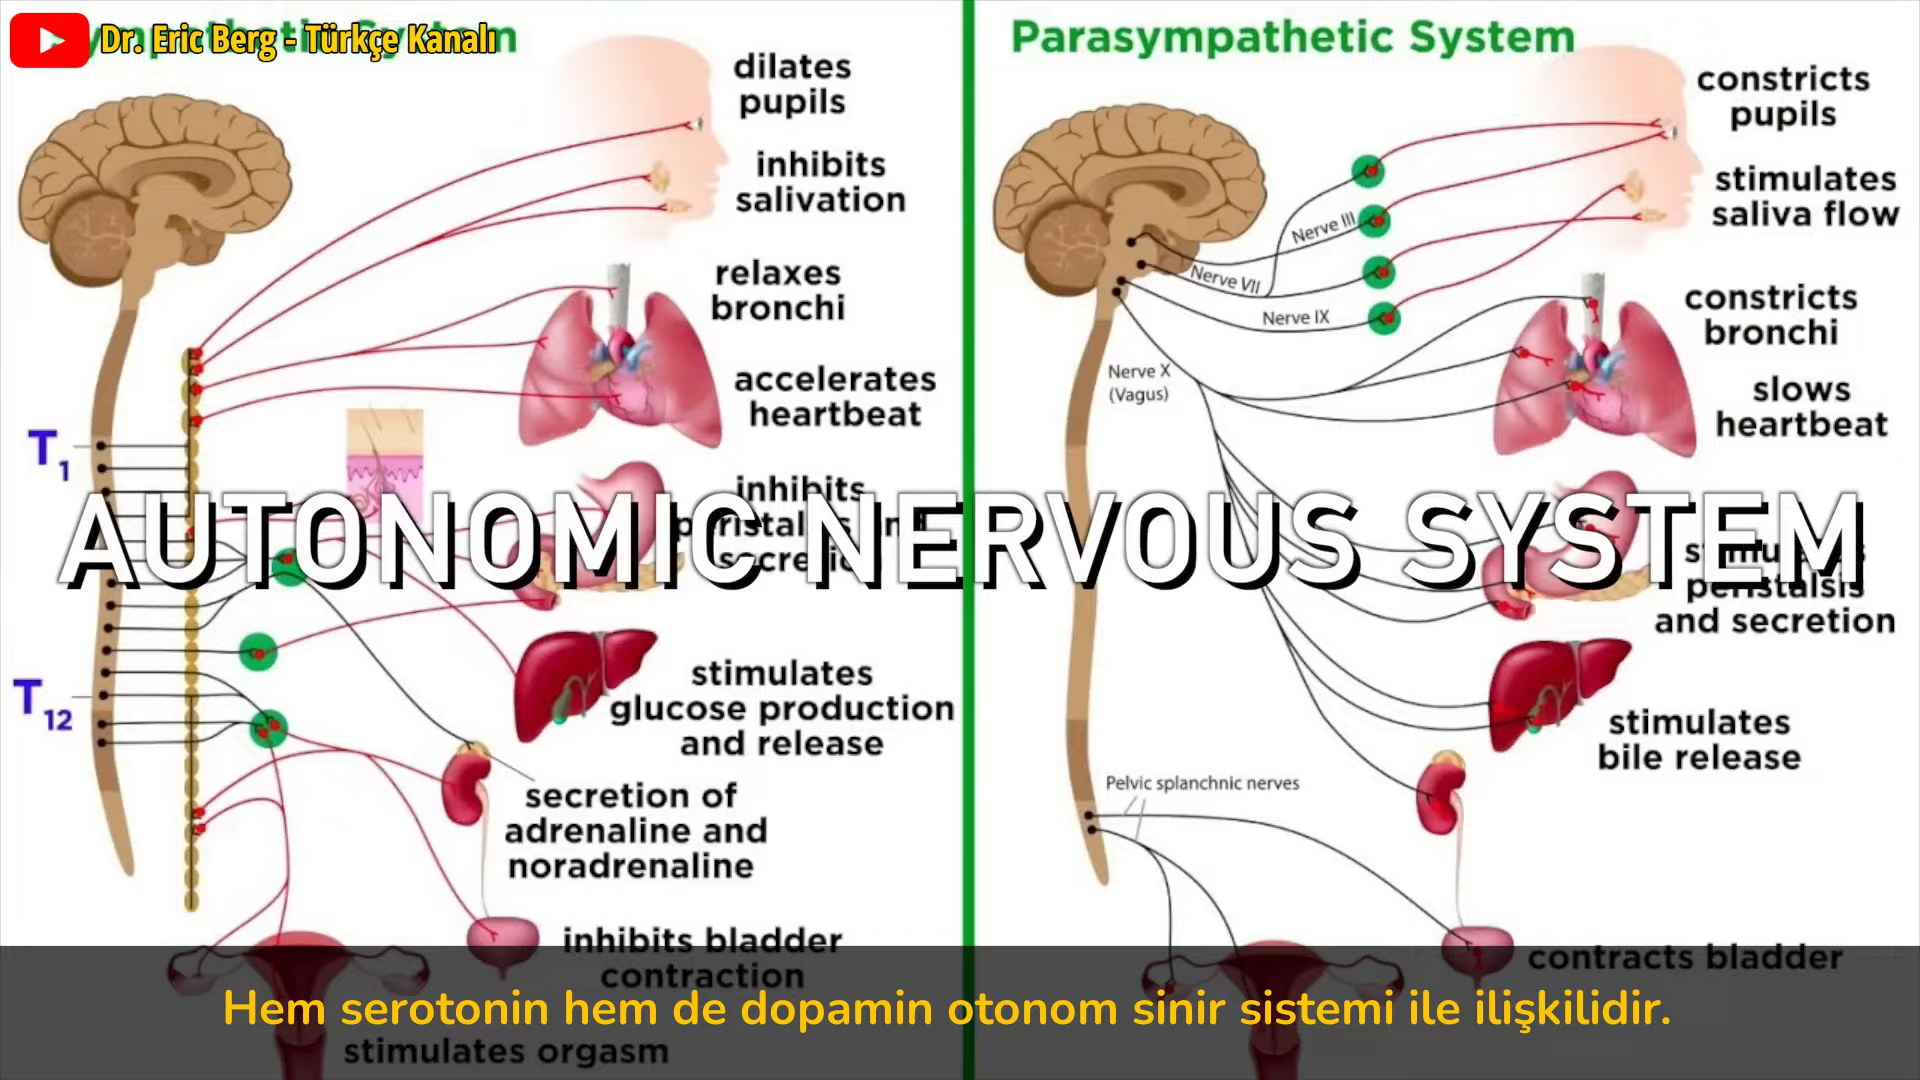 Dr. Eric Berg - Türkçe Kanalı
dilates
pupils
inhibits
salivation
relaxes
bronchi
accelerates
heartbeat
T1
inhibits
T12
stimulates
glucose production
and release
secretion of
adrenaline and
noradrenaline
inhibits bladder
contraction
stimulates orgasm
Parasympathetic System
constricts
pupils
stimulates
saliva flow
Nerve III
Nerve VII
Nerve IX
Nerve X
(Vagus)
constricts
bronchi
slows
heartbeat
peristalsis
and secretion
stimulates
bile release
Pelvic splanchnic nerves
contracts bladder
AUTONOMIC NERVOUS SYSTEM
Hem serotonin hem de dopamin otonom sinir sistemi ile ilişkilidir.